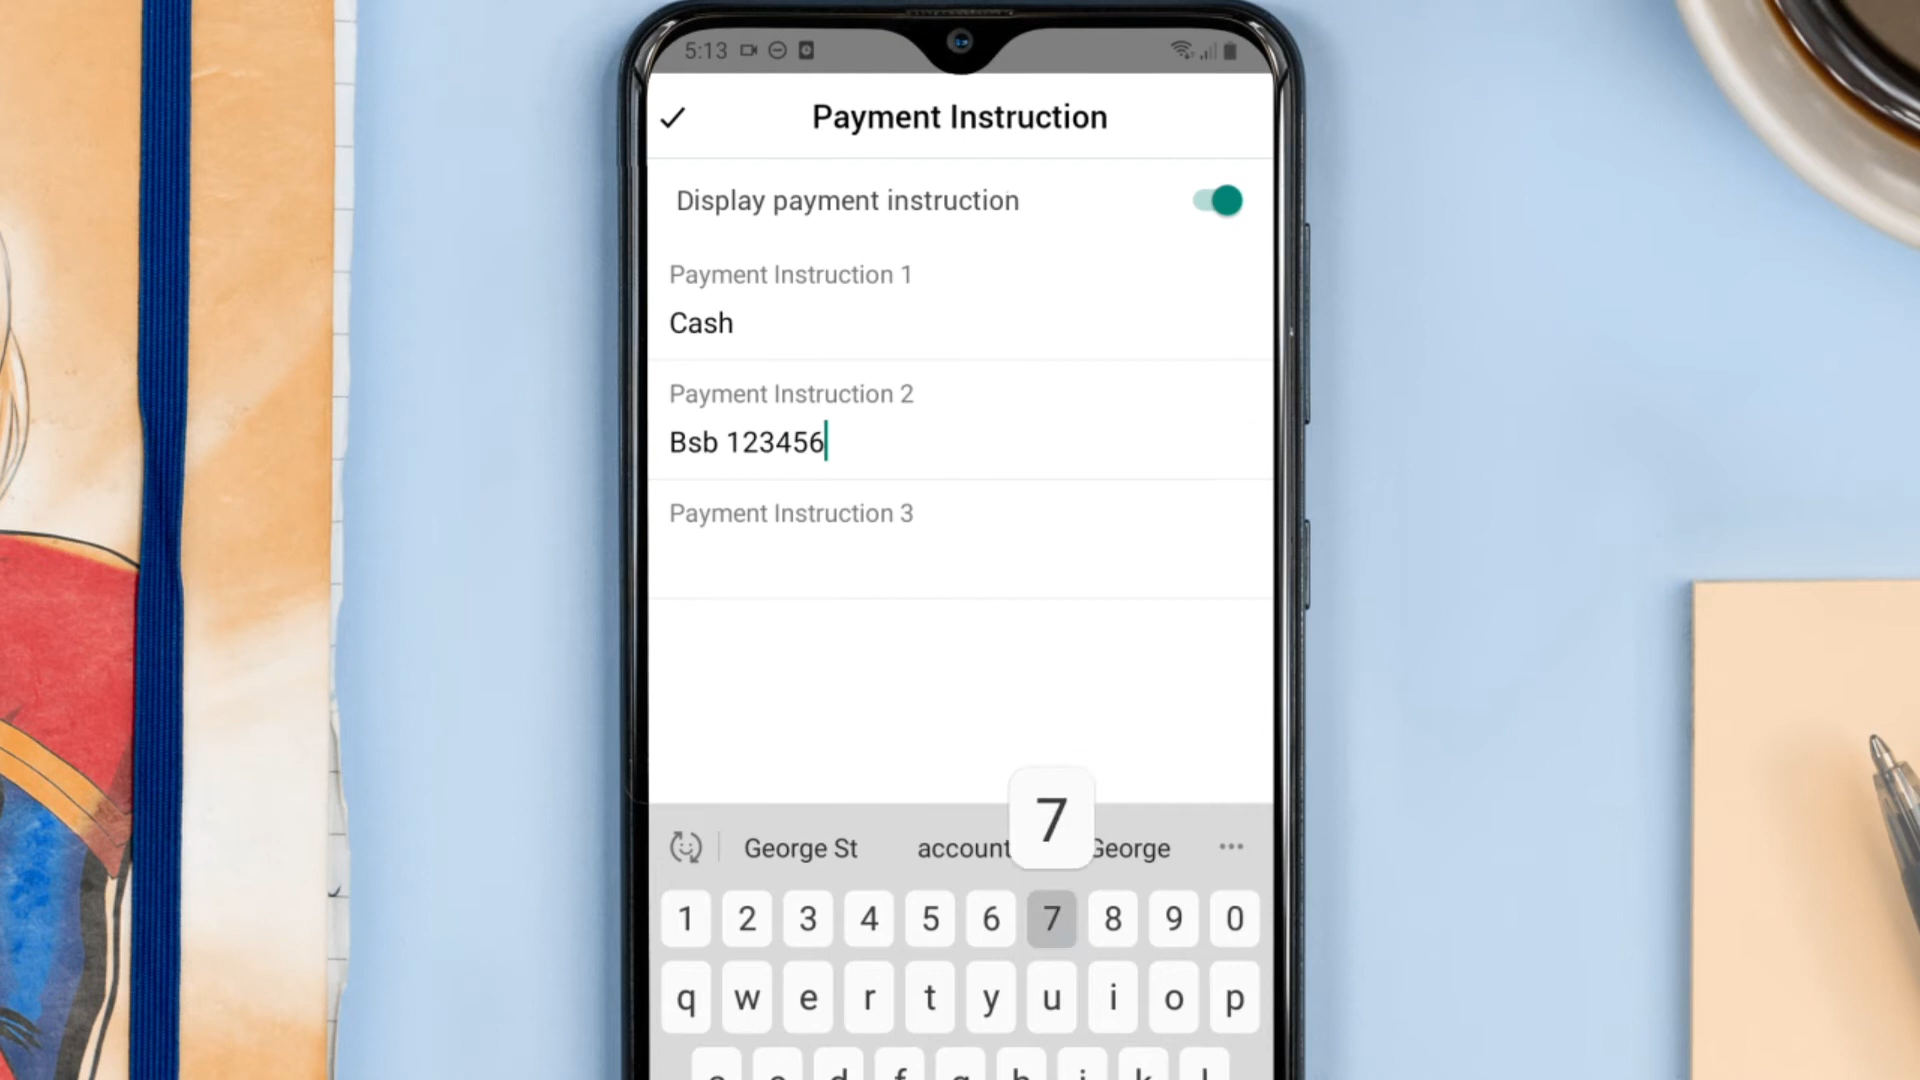 5:13
Payment Instruction
Display payment instruction
Payment Instruction 1
Cash
Payment Instruction 2
Bsb 123456
Payment Instruction 3
7
George St account George
1 2 3 4 5 6 7 8 9 0
q w e r t y u i o p